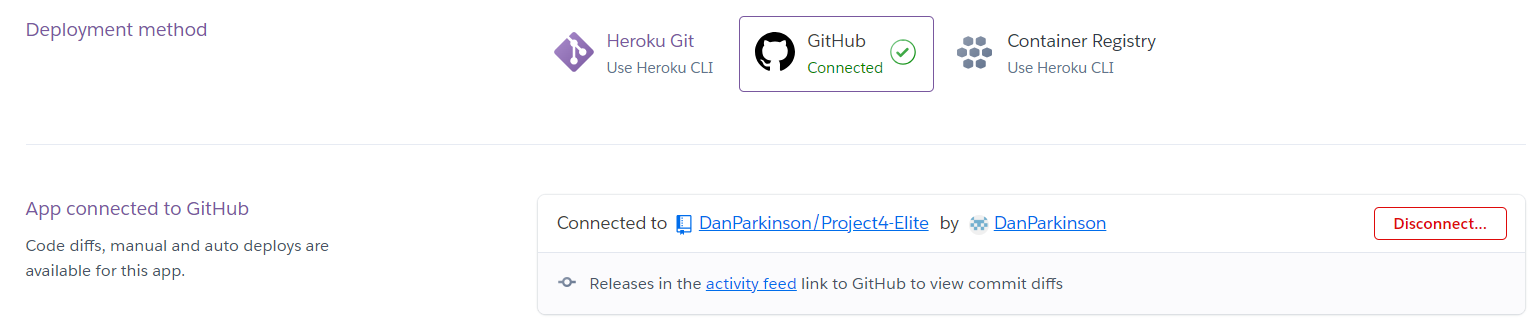 Deployment method
Heroku Git
Use Heroku CLI
GitHub
Connected
Container Registry
Use Heroku CLI
App connected to GitHub
Code diffs, manual and auto deploys are
available for this app.
Connected to DanParkinson/Project4-Elite by DanParkinson
Disconnect...
Releases in the activity feed link to GitHub to view commit diffs